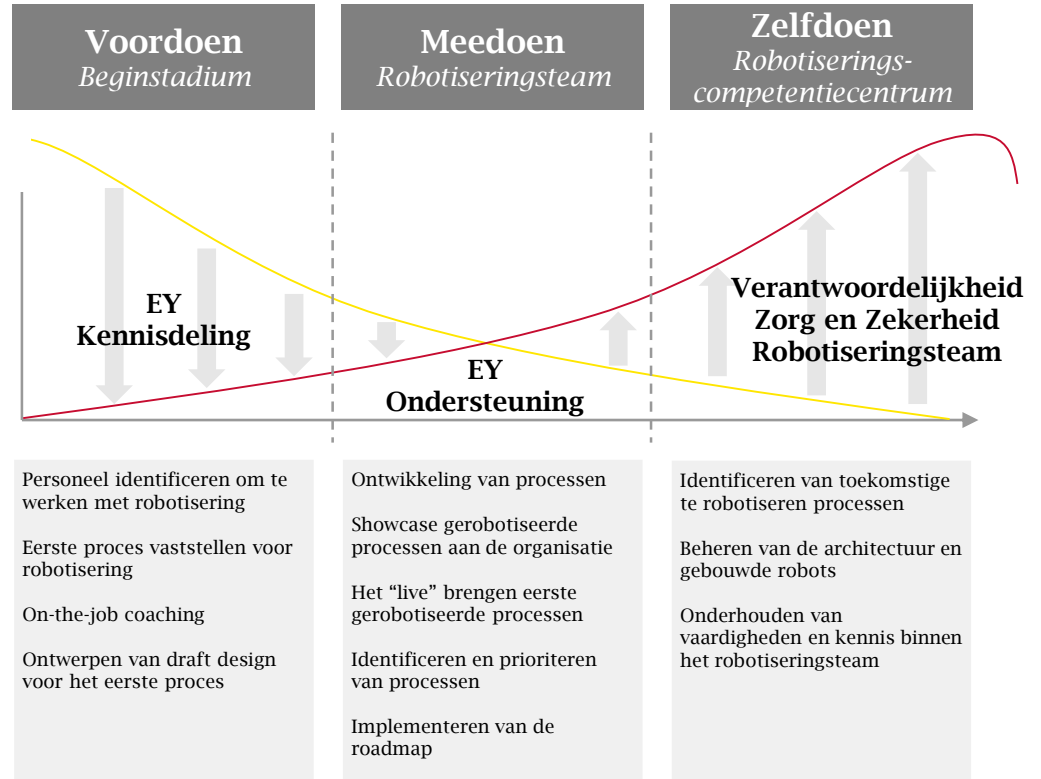 Voordoen
Beginstadium
Meedoen
Robotiseringsteam
Zelfdoen
Robotiserings-
competentiecentrum
EY
Kennisdeling
EY
Ondersteuning
Verantwoordelijkheid
Zorg en Zekerheid
Robotiseringsteam
Personeel identificeren om te
werken met robotisering
Eerste proces vaststellen voor
robotisering
On-the-job coaching
Ontwerpen van draft design
voor het eerste proces
Ontwikkeling van processen
Showcase gerobotiseerde
processen aan de organisatie
Het “live” brengen eerste
gerobotiseerde processen
Identificeren en prioriteren
van processen
Implementeren van de
roadmap
Identificeren van toekomstige
te robotiseren processen
Beheren van de architectuur en
gebouwde robots
Onderhouden van
vaardigheden en kennis binnen
het robotiseringsteam